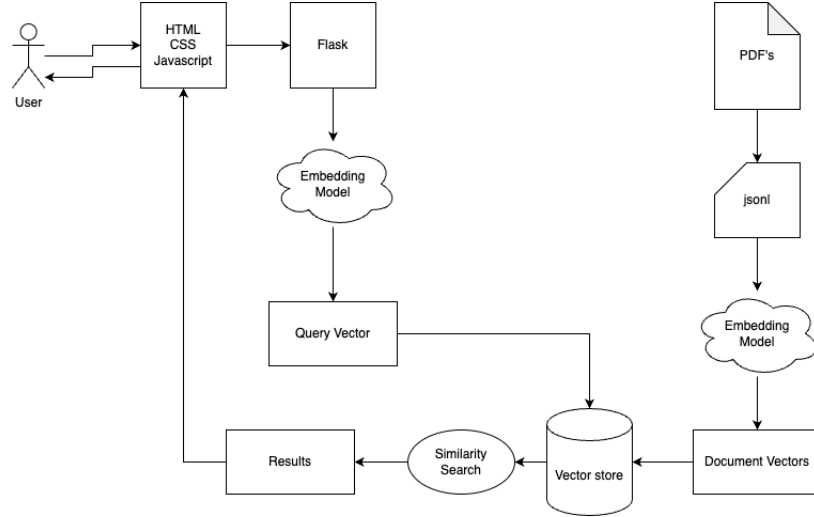 HTML
CSS
Javascript
Flask
PDF's
User
Embedding
Model
jsonl
Query Vector
Embedding
Model
Results
Similarity
Search
Vector store
Document Vectors